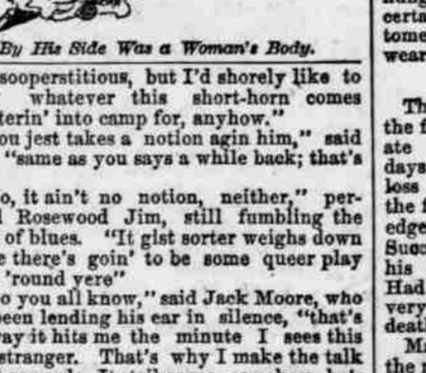 By His Side Was a Woman's Body.
sooperstitious, but I'd shorely like to
whatever this short-horn comes
terin' into camp for, anyhow."
ou jest takes a notion agin him," said
"same as you says a while back; that's
o, it ain't no notion, neither," per-
Rosewood Jim, still fumbling the
of blues. "It gist sorter weighs down
e there's goin' to be some queer play
'round yere"
o you all know," said Jack Moore, who
been lending his ear in silence, "that's
way it hits me the minute I sees this
stranger. That's why I make the talk
certa
tome
wear
Th
the f
ate
days
loss
the f
edge
Succ
his
Had
very
deat
Ma
the r